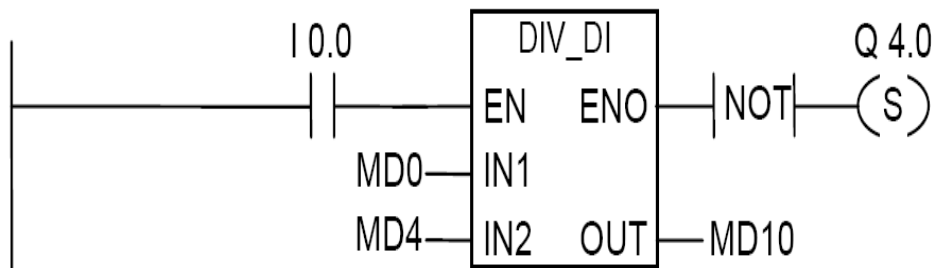 I 0.0
DIV_DI
Q 4.0
EN
ENO
NOT
S
MD0
IN1
MD4
IN2
OUT
MD10